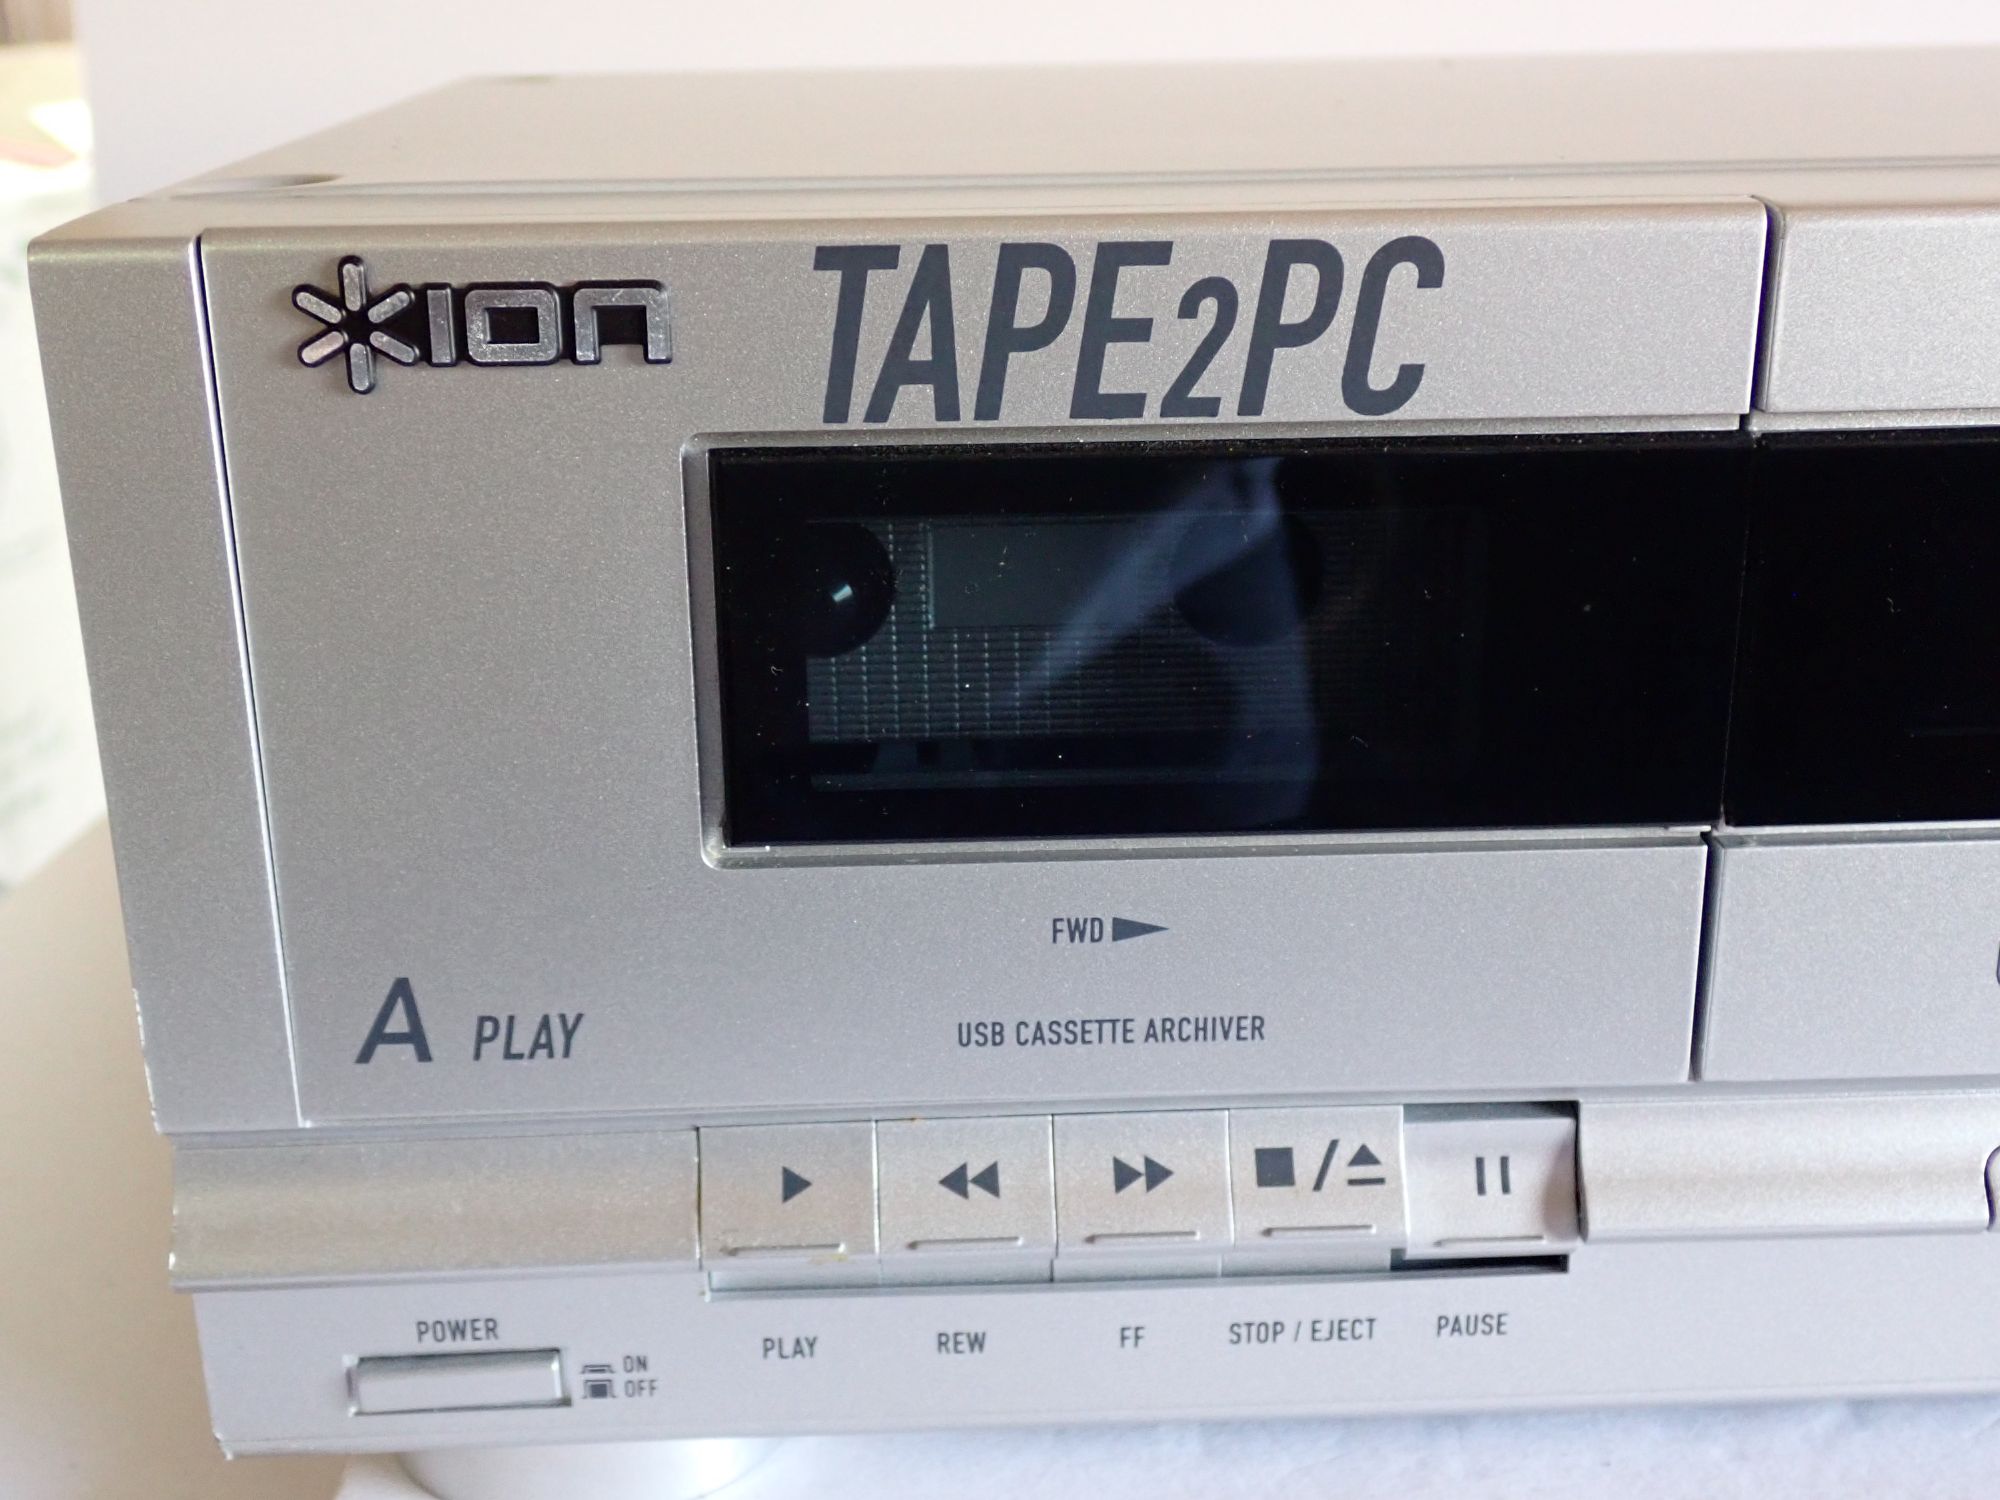 ION TAPE2PC
FWD
A PLAY
USB CASSETTE ARCHIVER
POWER
ON
OFF
PLAY REW FF STOP / EJECT PAUSE